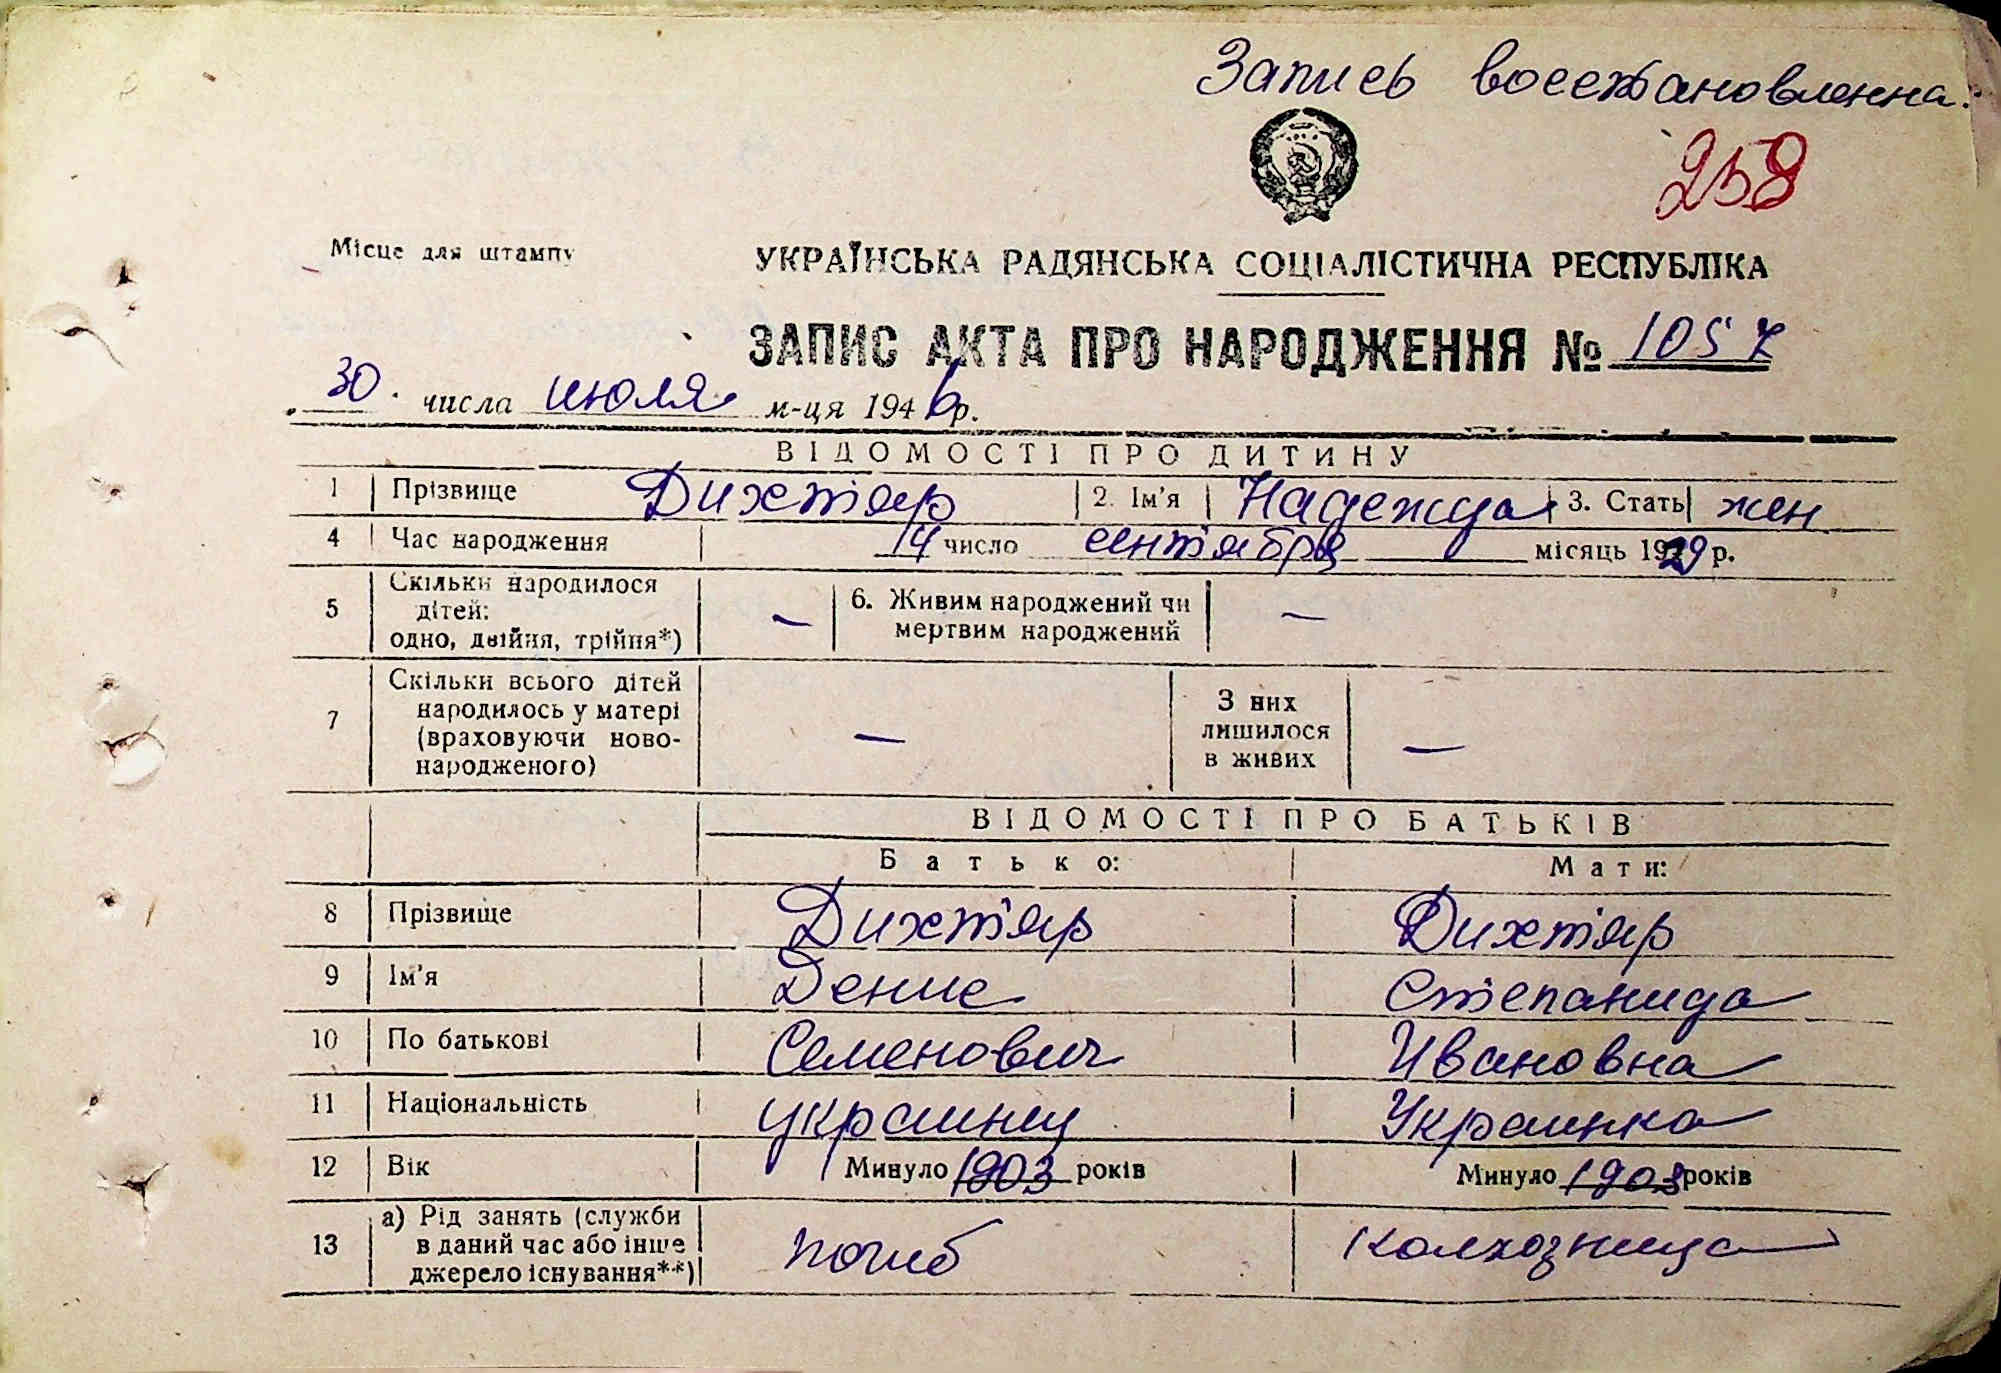 Запись восстановленна.
258
Місце для штампу
УКРАЇНСЬКА РАДЯНСЬКА СОЦІАЛІСТИЧНА РЕСПУБЛІКА
ЗАПИС АКТА ПРО НАРОДЖЕННЯ № 1057
30. числа июля м-ця 1946 р.
ВІДОМОСТІ ПРО ДИТИНУ
1 Прізвище Дихтяр 2. Ім'я Надежда 3. Стать жен
4 Час народження 14 число сентября місяць 1929 р.
5 Скільки народилося дітей: одно, двійня, трійня*) — 6. Живим народжений чи мертвим народжений —
7 Скільки всього дітей народилось у матері (враховуючи ново-народженого) — З них лишилося в живих —
ВІДОМОСТІ ПРО БАТЬКІВ
Батько: Мати:
8 Прізвище Дихтяр Дихтяр
9 Ім'я Денис Степанида
10 По батькові Семенович Ивановна
11 Національність украинец Украинка
12 Вік Минуло 1903 років Минуло 1903 років
13 а) Рід занять (служби в даний час або інше джерело існування**) погиб колхозница